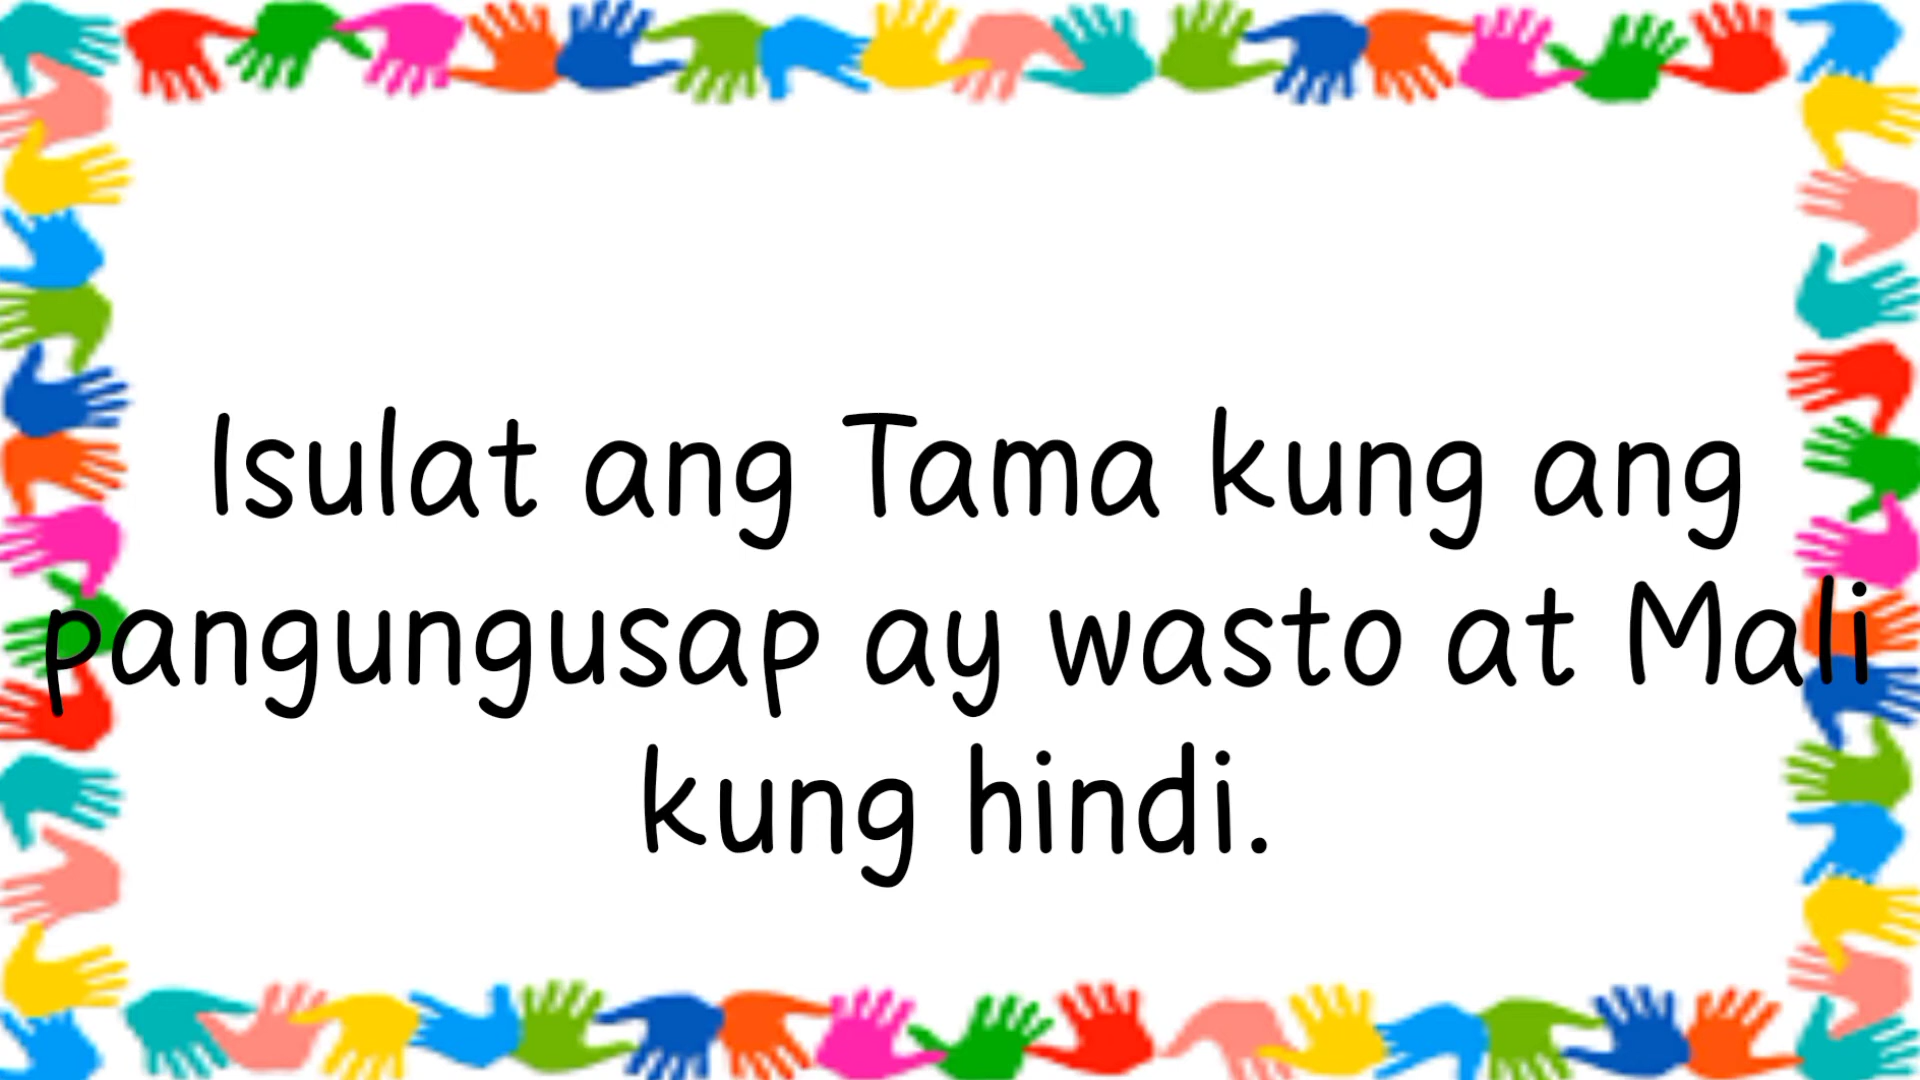 Isulat ang Tama kung ang
pangungusap ay wasto at Mali
kung hindi.